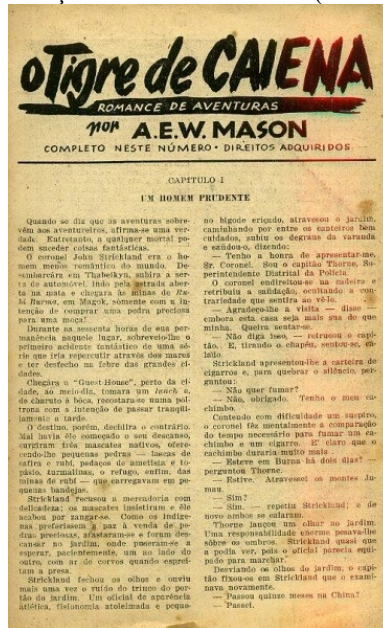 o Tigre de CAIENA
ROMANCE DE AVENTURAS
por A.E.W. MASON
COMPLETO NESTE NÚMERO • DIREITOS ADQUIRIDOS
CAPITULO I
UM HOMEM PRUDENTE
Quando se diz que as aventuras sobre-
vêm aos aventureiros, afirma-se uma ver-
dade. Entretanto, a qualquer mortal po-
dem suceder coisas fantásticas.
O coronel John Strickland era o ho-
mem menos romântico do mundo. De-
sembarcára em Thabeikyn, subira a ser-
ra de automóvel, indo pela estrada aber-
ta na mata e chegara às minas de Ru-
bi Burma, em Magok, sòmente com a in-
tenção de comprar uma pedra preciosa
para uma moça.
Durante as sessenta horas de sua per-
manência naquele lugar, sobreveio-lhe o
primeiro acidente fantástico de uma sé-
rie que iria repercutir através dos mares
e ter desfecho na febre das grandes ci-
dades.
Chegára à "Guest-House", perto da ci-
dade, ao meio-dia, tomara um lunch e,
de charuto à boca, recostara-se numa pol-
trona com a intenção de passar tranqüi-
lamente a tarde.
O destino, porém, decidira o contrário.
Mal havia êle começado o seu descanso,
surgiram três mascates nativos, ofere-
cendo-lhe pequenas pedras — lascas de
safira e rubi, pedaços de ametista e to-
pásio, turmalinas, o refugo, enfim, das
minas de rubi — que carregavam em pe-
quenas bandejas.
Strickland recusou a mercadoria com
delicadeza; os mascates insistiram e êle
acabou por zangar-se. Como os indíge-
nas preferissem a paz à venda de pe-
dras preciosas, afastaram-se e foram des-
cansar no jardim, onde puseram-se a
esperar, pacientemente, um ao lado do
outro, com ar de corvos quando esprei-
tam a presa.
Strickland fechou os olhos e ouviu
mais uma vez o ruído do trinco do por-
tão do jardim. Um oficial de aparência
atlética, fisionomia atoleimada e peque-
no bigode eriçado, atravessou o jardim,
caminhando por entre os canteiros bem
cuidados, subiu os degraus da varanda
e saudou-o, dizendo:
— Tenho a honra de apresentar-me,
Sr. Coronel. Sou o capitão Thorne, Su-
perintendente Distrital da Polícia.
O coronel endireitou-se na cadeira e
retribuiu a saudação, ocultando a con-
trariedade que sentira ao vê-lo.
— Agradeço-lhe a visita — disse —
embora esta casa seja mais sua do que
minha. Queira sentar-se.
— Não diga isso, — retrucou o capi-
tão. E, tirando o chapéu, sentou-se,
Strickland apresentou-lhe a carteira de
cigarros e, para quebrar o silêncio, per-
guntou:
— Não quer fumar?
— Não, obrigado. Tenho o meu ca-
chimbo.
Contendo com dificuldade um suspiro,
o coronel fêz mentalmente a comparação
do tempo necessário para fumar um ca-
chimbo e um cigarro. E' claro que o
cachimbo duraria muito mais.
— Esteve em Burma há dois dias?
perguntou Thorne.
— Estive. Atravessei os montes
— Sim?
— Sim, — repetiu Strickland; e de
novo ambos se calaram.
Thorne lançou um olhar ao jardim.
Uma responsabilidade enorme pesava-lhe
sôbre os ombros. Strickland quasi que
a podia ver, pois o oficial parecia equi-
pado para marchar.
Desviando os olhos do jardim, o capi-
tão fixou-os em Strickland que o exami-
nava novamente.
— Passou quinze meses na China?
— Passei.